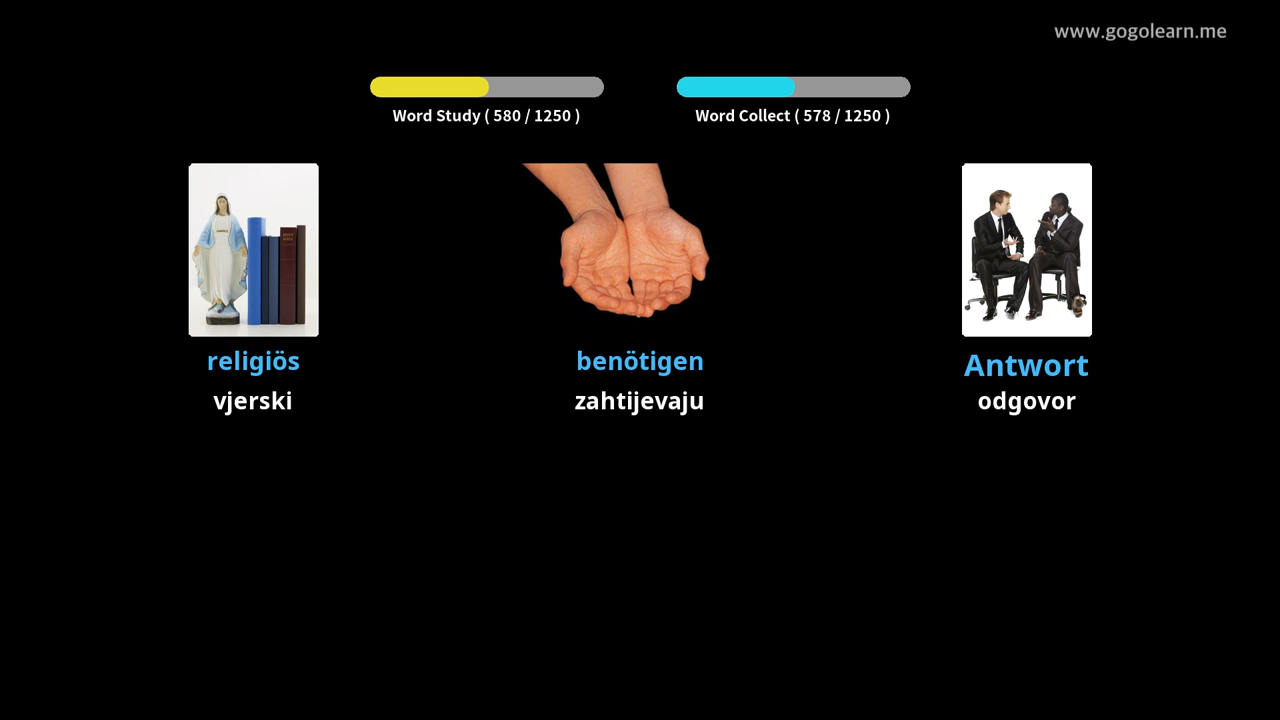 www.gogolearn.me
Word Study ( 580 / 1250 )
Word Collect ( 578 / 1250 )
religiös
benötigen
Antwort
vjerski
zahtijevaju
odgovor